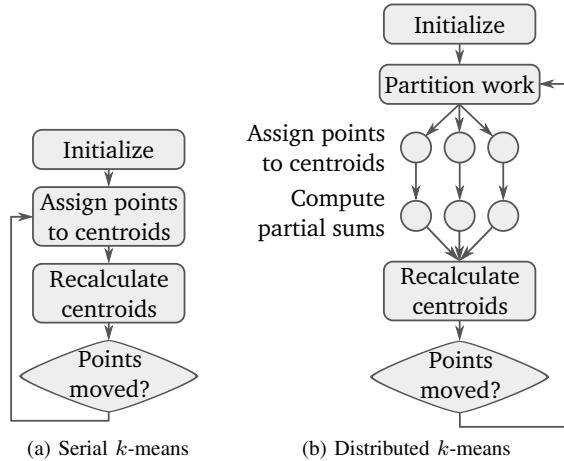 Initialize
Assign points
to centroids
Recalculate
centroids
Points
moved?
(a) Serial k-means
Initialize
Partition work
Assign points
to centroids
Compute
partial sums
Recalculate
centroids
Points
moved?
(b) Distributed k-means